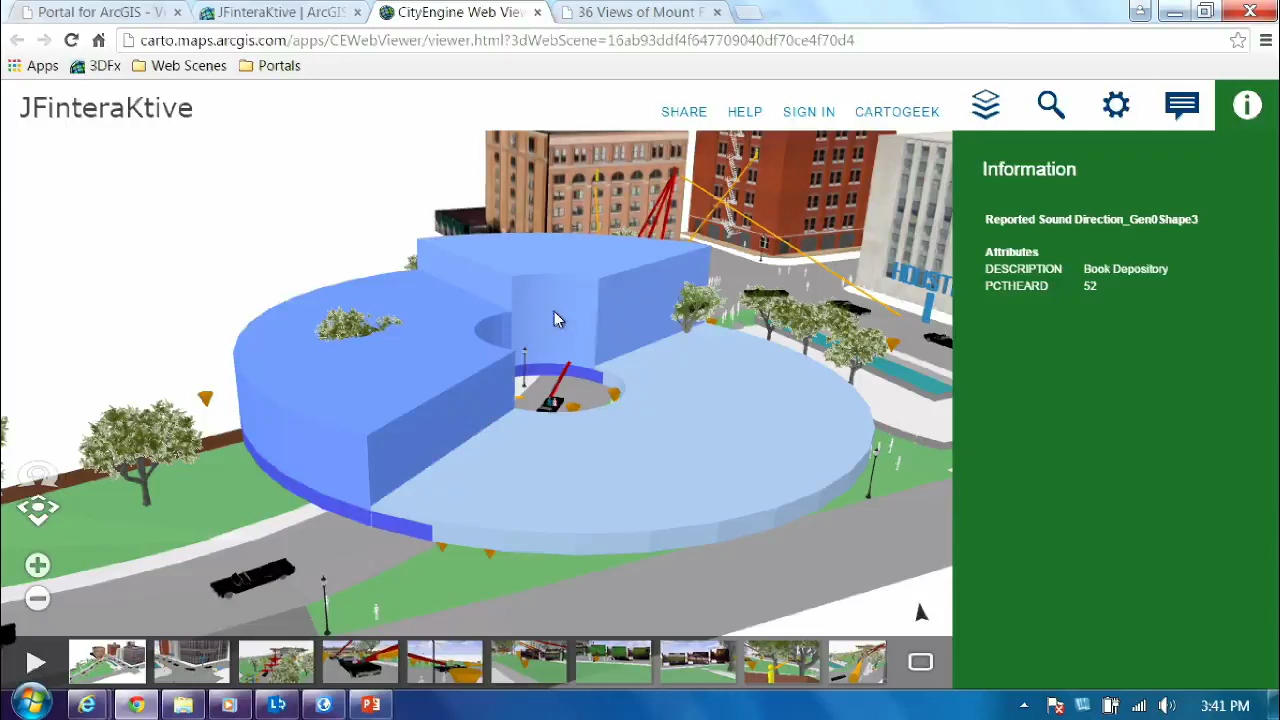 Portal for ArcGIS - V
JFinteraKtive | ArcGIS
CityEngine Web View
36 Views of Mount F
carto.maps.arcgis.com/apps/CEWebViewer/viewer.html?3dWebScene=16ab93ddf4f647709040df70ce4f70d4
Apps 3DFx Web Scenes Portals
JFinteraKtive
SHARE HELP SIGN IN CARTOGEEK
Information
Reported Sound Direction_Gen0Shape3
Attributes
DESCRIPTION Book Depository
PCTHEARD 52
HOUSTO
3:41 PM